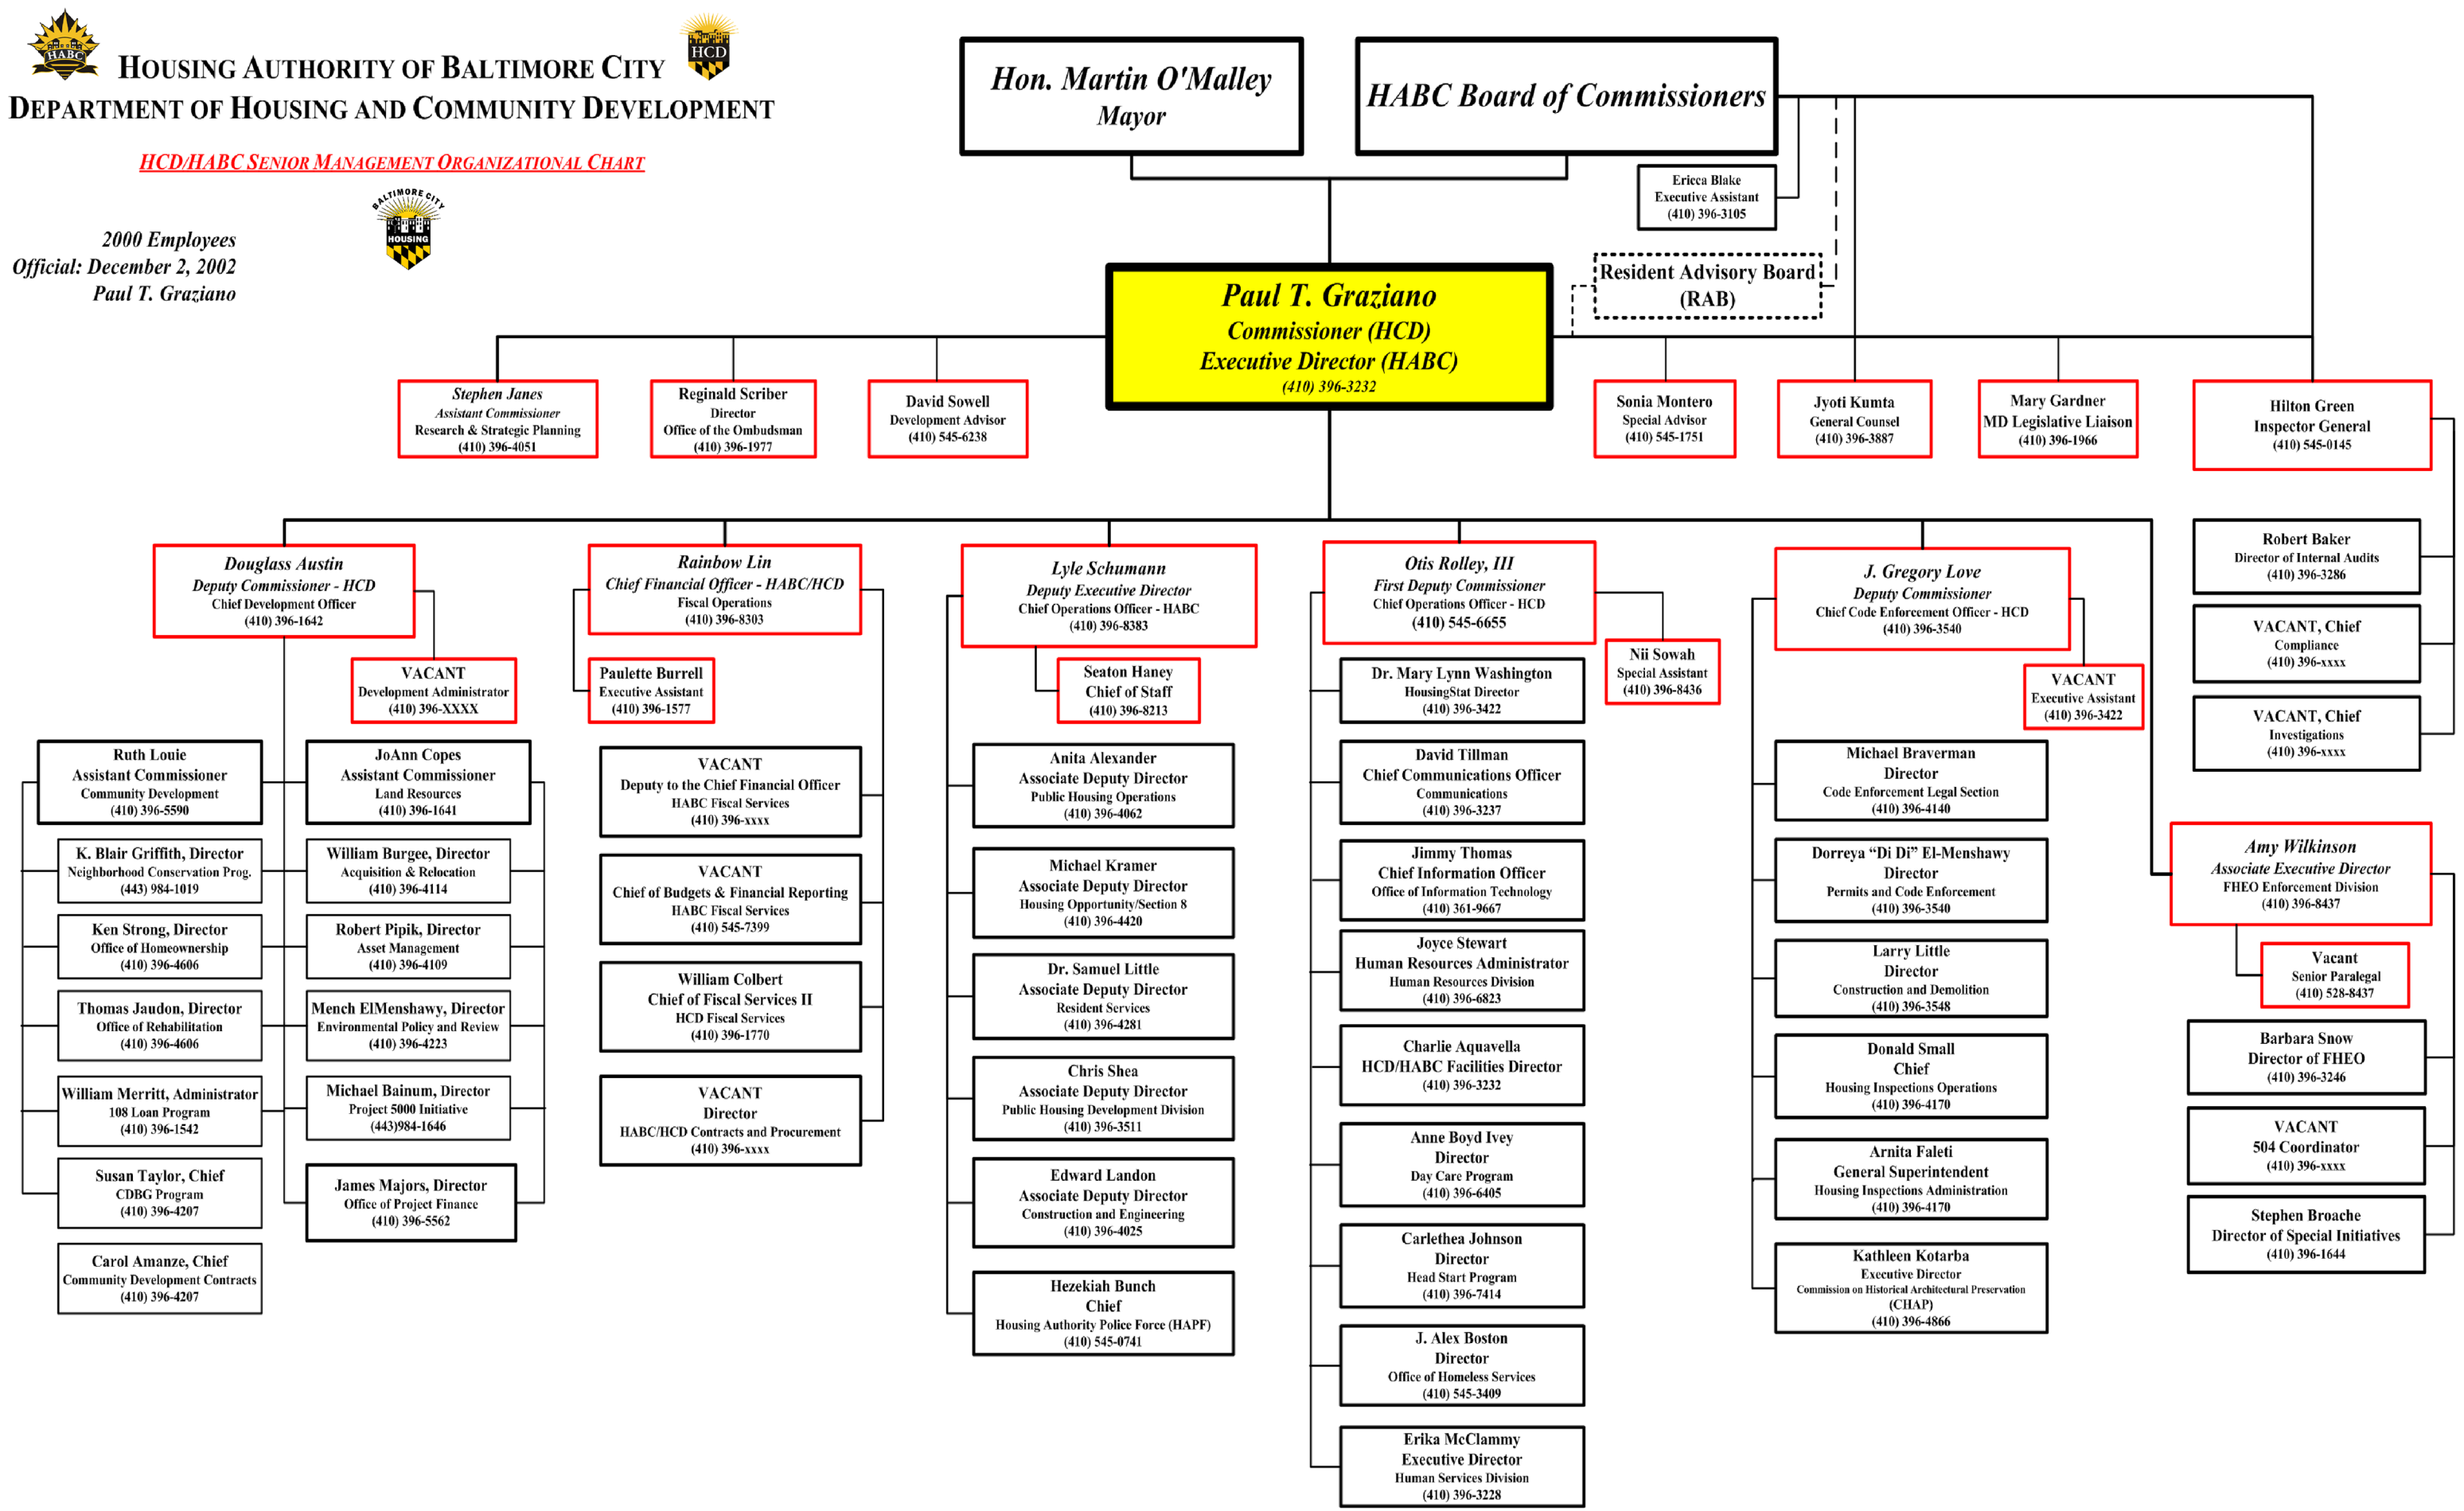 HABC
HCD
HOUSING AUTHORITY OF BALTIMORE CITY
DEPARTMENT OF HOUSING AND COMMUNITY DEVELOPMENT
HCD/HABC SENIOR MANAGEMENT ORGANIZATIONAL CHART
BALTIMORE CITY
HOUSING
2000 Employees
Official: December 2, 2002
Paul T. Graziano
Hon. Martin O'Malley
Mayor
HABC Board of Commissioners
Ericca Blake
Executive Assistant
(410) 396-3105
Resident Advisory Board
(RAB)
Paul T. Graziano
Commissioner (HCD)
Executive Director (HABC)
(410) 396-3232
Stephen Janes
Assistant Commissioner
Research & Strategic Planning
(410) 396-4051
Reginald Scriber
Director
Office of the Ombudsman
(410) 396-1977
David Sowell
Development Advisor
(410) 545-6238
Sonia Montero
Special Advisor
(410) 545-1751
Jyoti Kumta
General Counsel
(410) 396-3887
Mary Gardner
MD Legislative Liaison
(410) 396-1966
Hilton Green
Inspector General
(410) 545-0145
Robert Baker
Director of Internal Audits
(410) 396-3286
VACANT, Chief
Compliance
(410) 396-xxxx
VACANT, Chief
Investigations
(410) 396-xxxx
Douglass Austin
Deputy Commissioner - HCD
Chief Development Officer
(410) 396-1642
VACANT
Development Administrator
(410) 396-XXXX
Ruth Louie
Assistant Commissioner
Community Development
(410) 396-5590
K. Blair Griffith, Director
Neighborhood Conservation Prog.
(443) 984-1019
Ken Strong, Director
Office of Homeownership
(410) 396-4606
Thomas Jaudon, Director
Office of Rehabilitation
(410) 396-4606
William Merritt, Administrator
108 Loan Program
(410) 396-1542
Susan Taylor, Chief
CDBG Program
(410) 396-4207
Carol Amanze, Chief
Community Development Contracts
(410) 396-4207
JoAnn Copes
Assistant Commissioner
Land Resources
(410) 396-1641
William Burgee, Director
Acquisition & Relocation
(410) 396-4114
Robert Pipik, Director
Asset Management
(410) 396-4109
Mench ElMenshawy, Director
Environmental Policy and Review
(410) 396-4223
Michael Bainum, Director
Project 5000 Initiative
(443)984-1646
James Majors, Director
Office of Project Finance
(410) 396-5562
Rainbow Lin
Chief Financial Officer - HABC/HCD
Fiscal Operations
(410) 396-8303
Paulette Burrell
Executive Assistant
(410) 396-1577
VACANT
Deputy to the Chief Financial Officer
HABC Fiscal Services
(410) 396-xxxx
VACANT
Chief of Budgets & Financial Reporting
HABC Fiscal Services
(410) 545-7399
William Colbert
Chief of Fiscal Services II
HCD Fiscal Services
(410) 396-1770
VACANT
Director
HABC/HCD Contracts and Procurement
(410) 396-xxxx
Lyle Schumann
Deputy Executive Director
Chief Operations Officer - HABC
(410) 396-8383
Seaton Haney
Chief of Staff
(410) 396-8213
Anita Alexander
Associate Deputy Director
Public Housing Operations
(410) 396-4062
Michael Kramer
Associate Deputy Director
Housing Opportunity/Section 8
(410) 396-4420
Dr. Samuel Little
Associate Deputy Director
Resident Services
(410) 396-4281
Chris Shea
Associate Deputy Director
Public Housing Development Division
(410) 396-3511
Edward Landon
Associate Deputy Director
Construction and Engineering
(410) 396-4025
Hezekiah Bunch
Chief
Housing Authority Police Force (HAPF)
(410) 545-0741
Otis Rolley, III
First Deputy Commissioner
Chief Operations Officer - HCD
(410) 545-6655
Nii Sowah
Special Assistant
(410) 396-8436
Dr. Mary Lynn Washington
HousingStat Director
(410) 396-3422
David Tillman
Chief Communications Officer
Communications
(410) 396-3237
Jimmy Thomas
Chief Information Officer
Office of Information Technology
(410) 361-9667
Joyce Stewart
Human Resources Administrator
Human Resources Division
(410) 396-6823
Charlie Aquavella
HCD/HABC Facilities Director
(410) 396-3232
Anne Boyd Ivey
Director
Day Care Program
(410) 396-6405
Carlethea Johnson
Director
Head Start Program
(410) 396-7414
J. Alex Boston
Director
Office of Homeless Services
(410) 545-3409
Erika McClammy
Executive Director
Human Services Division
(410) 396-3228
J. Gregory Love
Deputy Commissioner
Chief Code Enforcement Officer - HCD
(410) 396-3540
VACANT
Executive Assistant
(410) 396-3422
Michael Braverman
Director
Code Enforcement Legal Section
(410) 396-4140
Dorreya “Di Di” El-Menshawy
Director
Permits and Code Enforcement
(410) 396-3540
Larry Little
Director
Construction and Demolition
(410) 396-3548
Donald Small
Chief
Housing Inspections Operations
(410) 396-4170
Arnita Faleti
General Superintendent
Housing Inspections Administration
(410) 396-4170
Kathleen Kotarba
Executive Director
Commission on Historical Architectural Preservation
(CHAP)
(410) 396-4866
Amy Wilkinson
Associate Executive Director
FHEO Enforcement Division
(410) 396-8437
Vacant
Senior Paralegal
(410) 528-8437
Barbara Snow
Director of FHEO
(410) 396-3246
VACANT
504 Coordinator
(410) 396-xxxx
Stephen Broache
Director of Special Initiatives
(410) 396-1644